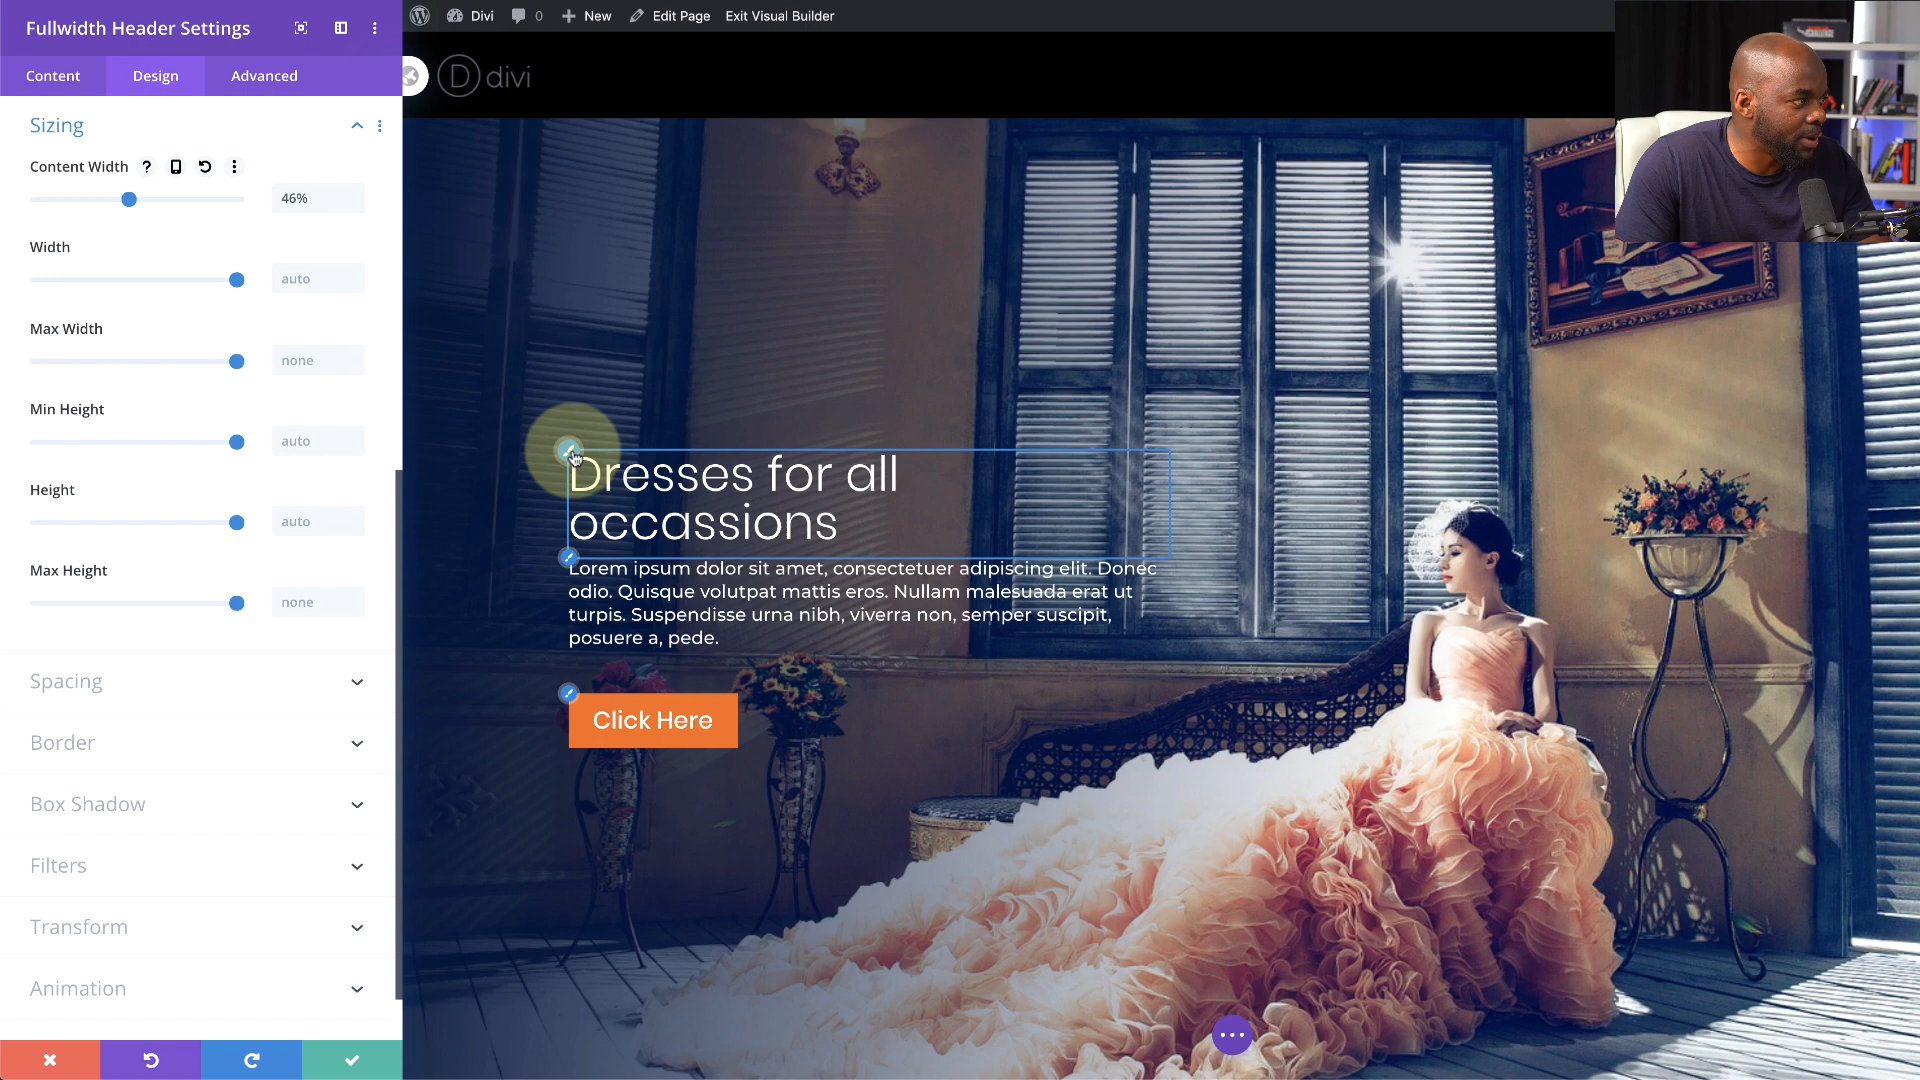 Fullwidth Header Settings
Divi
0
New
Edit Page
Exit Visual Builder
Content
Design
Advanced
D divi
Sizing
Content Width ?
46%
Width
auto
Max Width
none
Min Height
auto
Height
auto
Max Height
none
Spacing
Border
Box Shadow
Filters
Transform
Animation
Dresses for all
occassions
Lorem ipsum dolor sit amet, consectetuer adipiscing elit. Donec
odio. Quisque volutpat mattis eros. Nullam malesuada erat ut
turpis. Suspendisse urna nibh, viverra non, semper suscipit,
posuere a, pede.
Click Here